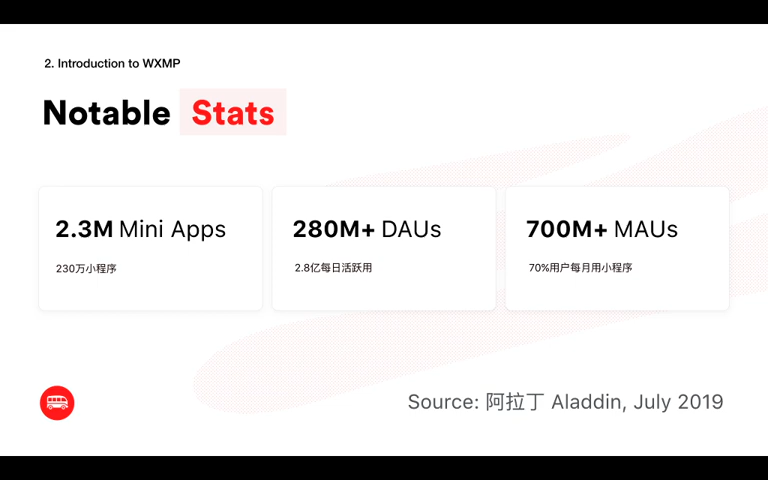 2. Introduction to WXMP
Notable Stats
2.3M Mini Apps
230万小程序
280M+ DAUs
2.8亿每日活跃用
700M+ MAUs
70%用户每月用小程序
Source: 阿拉丁 Aladdin, July 2019